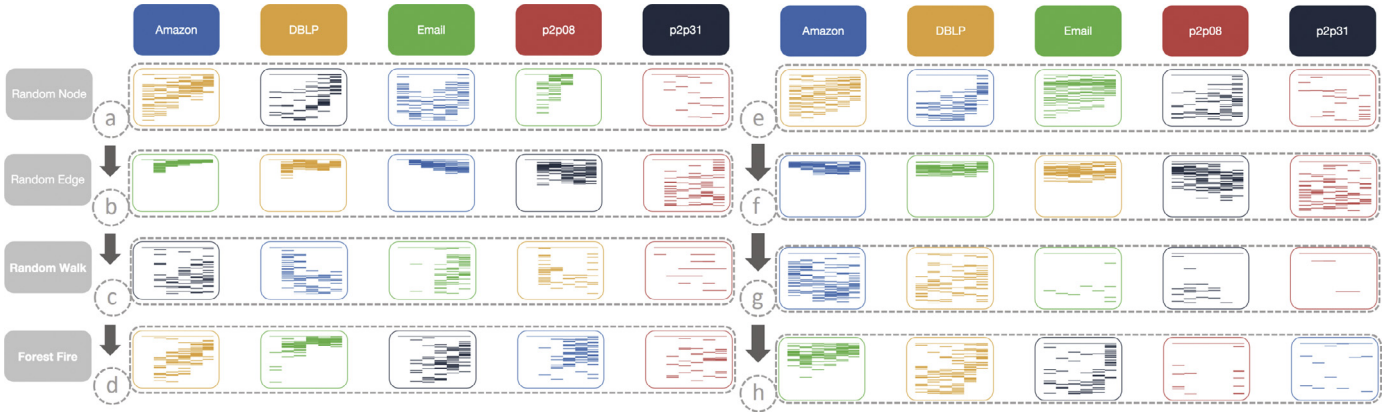 Amazon DBLP Email p2p08 p2p31 Amazon DBLP Email p2p08 p2p31
Random Node
a e
Random Edge
b f
Random Walk
c g
Forest Fire
d h